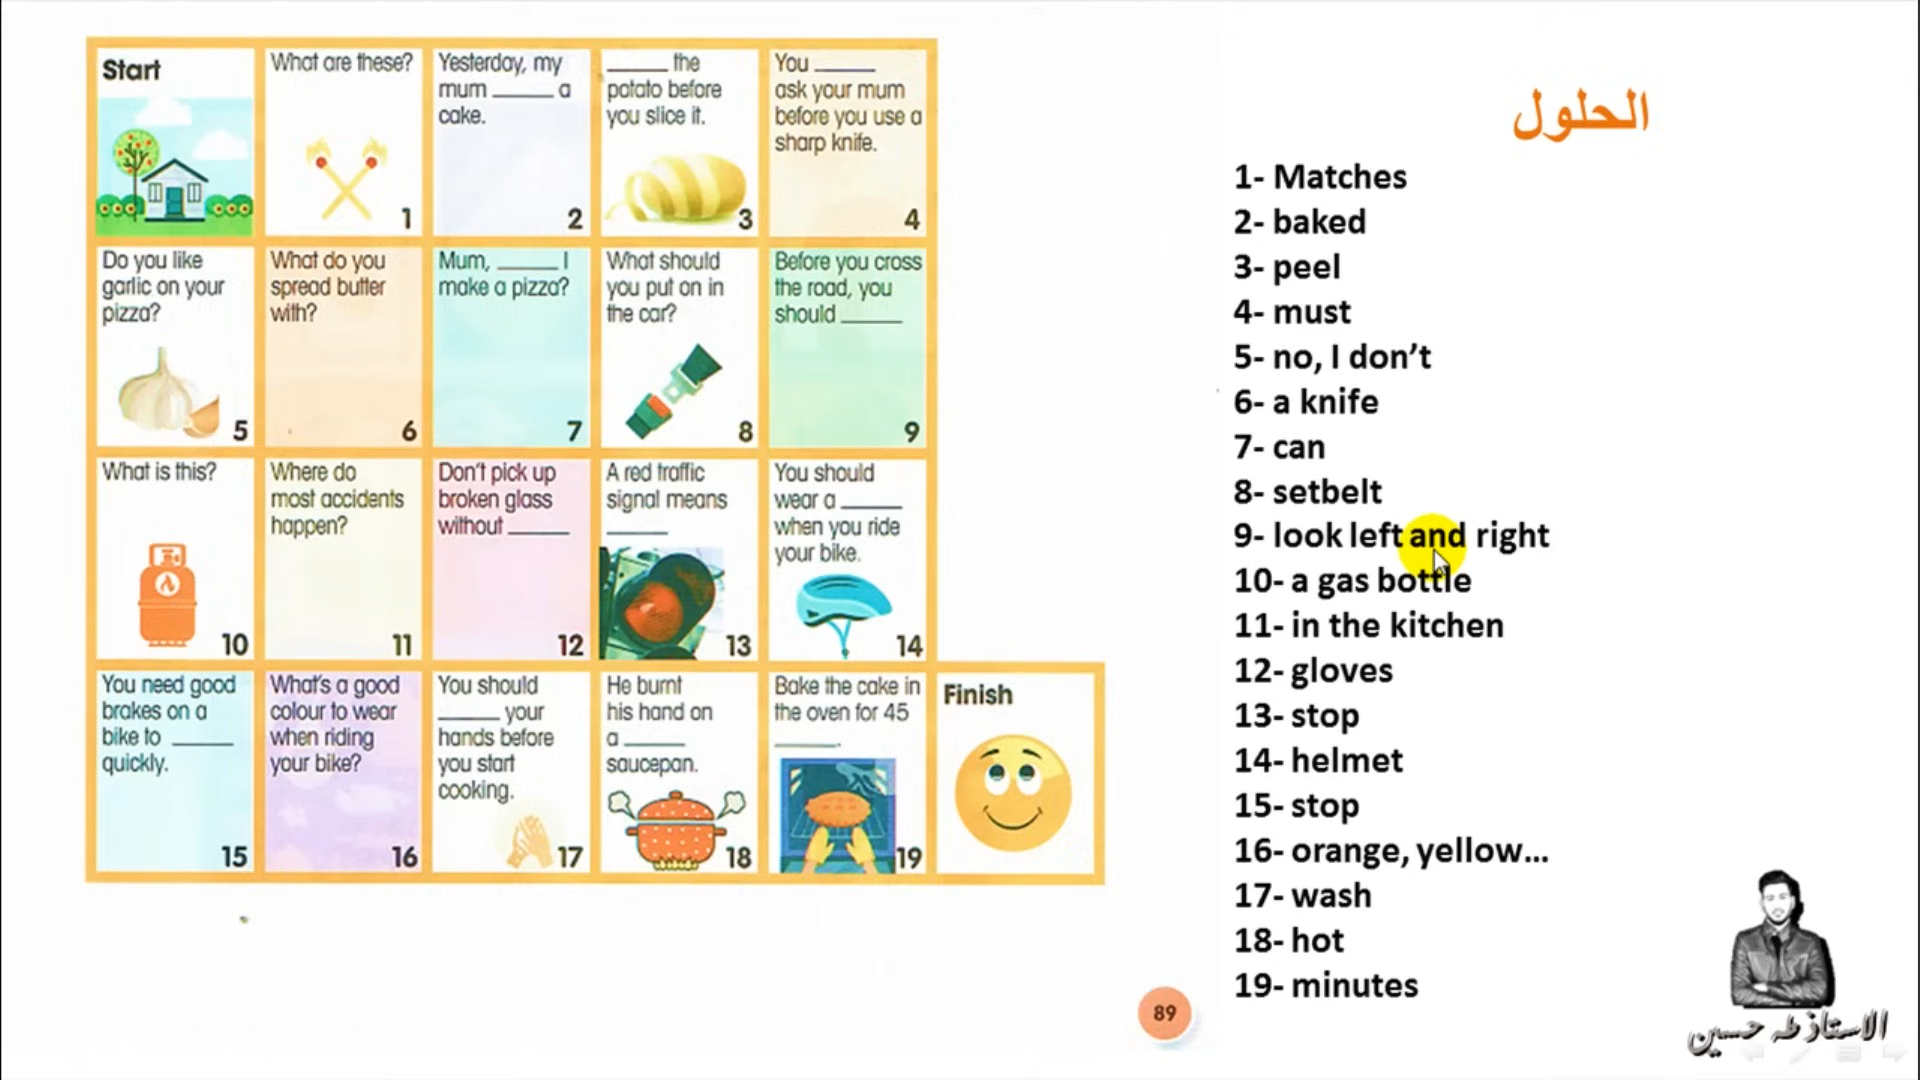 Start
What are these?
1
Yesterday, my
mum _____ a
cake.
2
_____ the
potato before
you slice it.
3
You _____
ask your mum
before you use a
sharp knife.
4
Do you like
garlic on your
pizza?
5
What do you
spread butter
with?
6
Mum, _____ I
make a pizza?
7
What should
you put on in
the car?
8
Before you cross
the road, you
should _____
9
What is this?
10
Where do
most accidents
happen?
11
Don't pick up
broken glass
without _____
12
A red traffic
signal means
_____
13
You should
wear a _____
when you ride
your bike.
14
You need good
brakes on a
bike to _____
quickly.
15
What's a good
colour to wear
when riding
your bike?
16
You should
_____ your
hands before
you start
cooking.
17
He burnt
his hand on
a _____
saucepan.
18
Bake the cake in
the oven for 45
_____.
19
Finish
89
الحلول
1- Matches
2- baked
3- peel
4- must
5- no, I don't
6- a knife
7- can
8- setbelt
9- look left and right
10- a gas bottle
11- in the kitchen
12- gloves
13- stop
14- helmet
15- stop
16- orange, yellow...
17- wash
18- hot
19- minutes
الاستاذ طه حسين